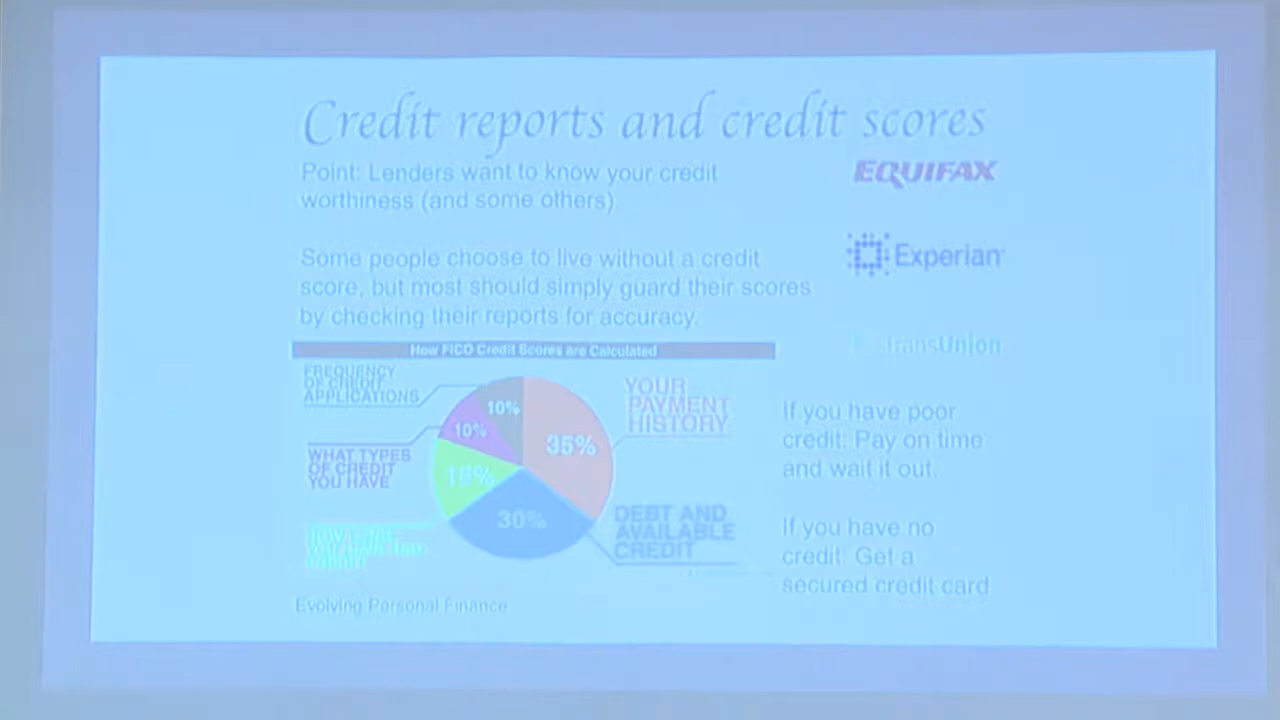 Credit reports and credit scores
Point: Lenders want to know your credit
worthiness (and some others)
EQUIFAX
Some people choose to live without a credit
score, but most should simply guard their scores
by checking their reports for accuracy.
Experian
TransUnion
How FICO Credit Scores are Calculated
FREQUENCY
OF CREDIT
APPLICATIONS
10%
10%
WHAT TYPES
OF CREDIT
YOU HAVE
15%
30%
35%
YOUR
PAYMENT
HISTORY
DEBT AND
AVAILABLE
CREDIT
If you have poor
credit: Pay on time
and wait it out.
If you have no
credit: Get a
secured credit card
Evolving Personal Finance